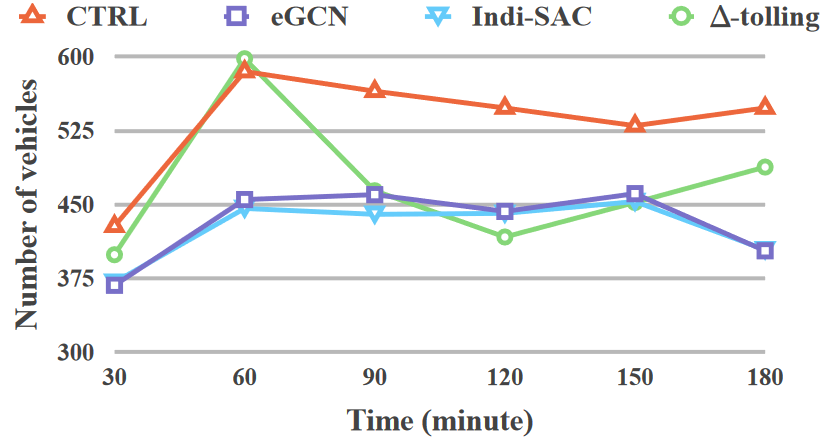 CTRL eGCN Indi-SAC Δ-tolling
Number of vehicles
600
525
450
375
300
30 60 90 120 150 180
Time (minute)